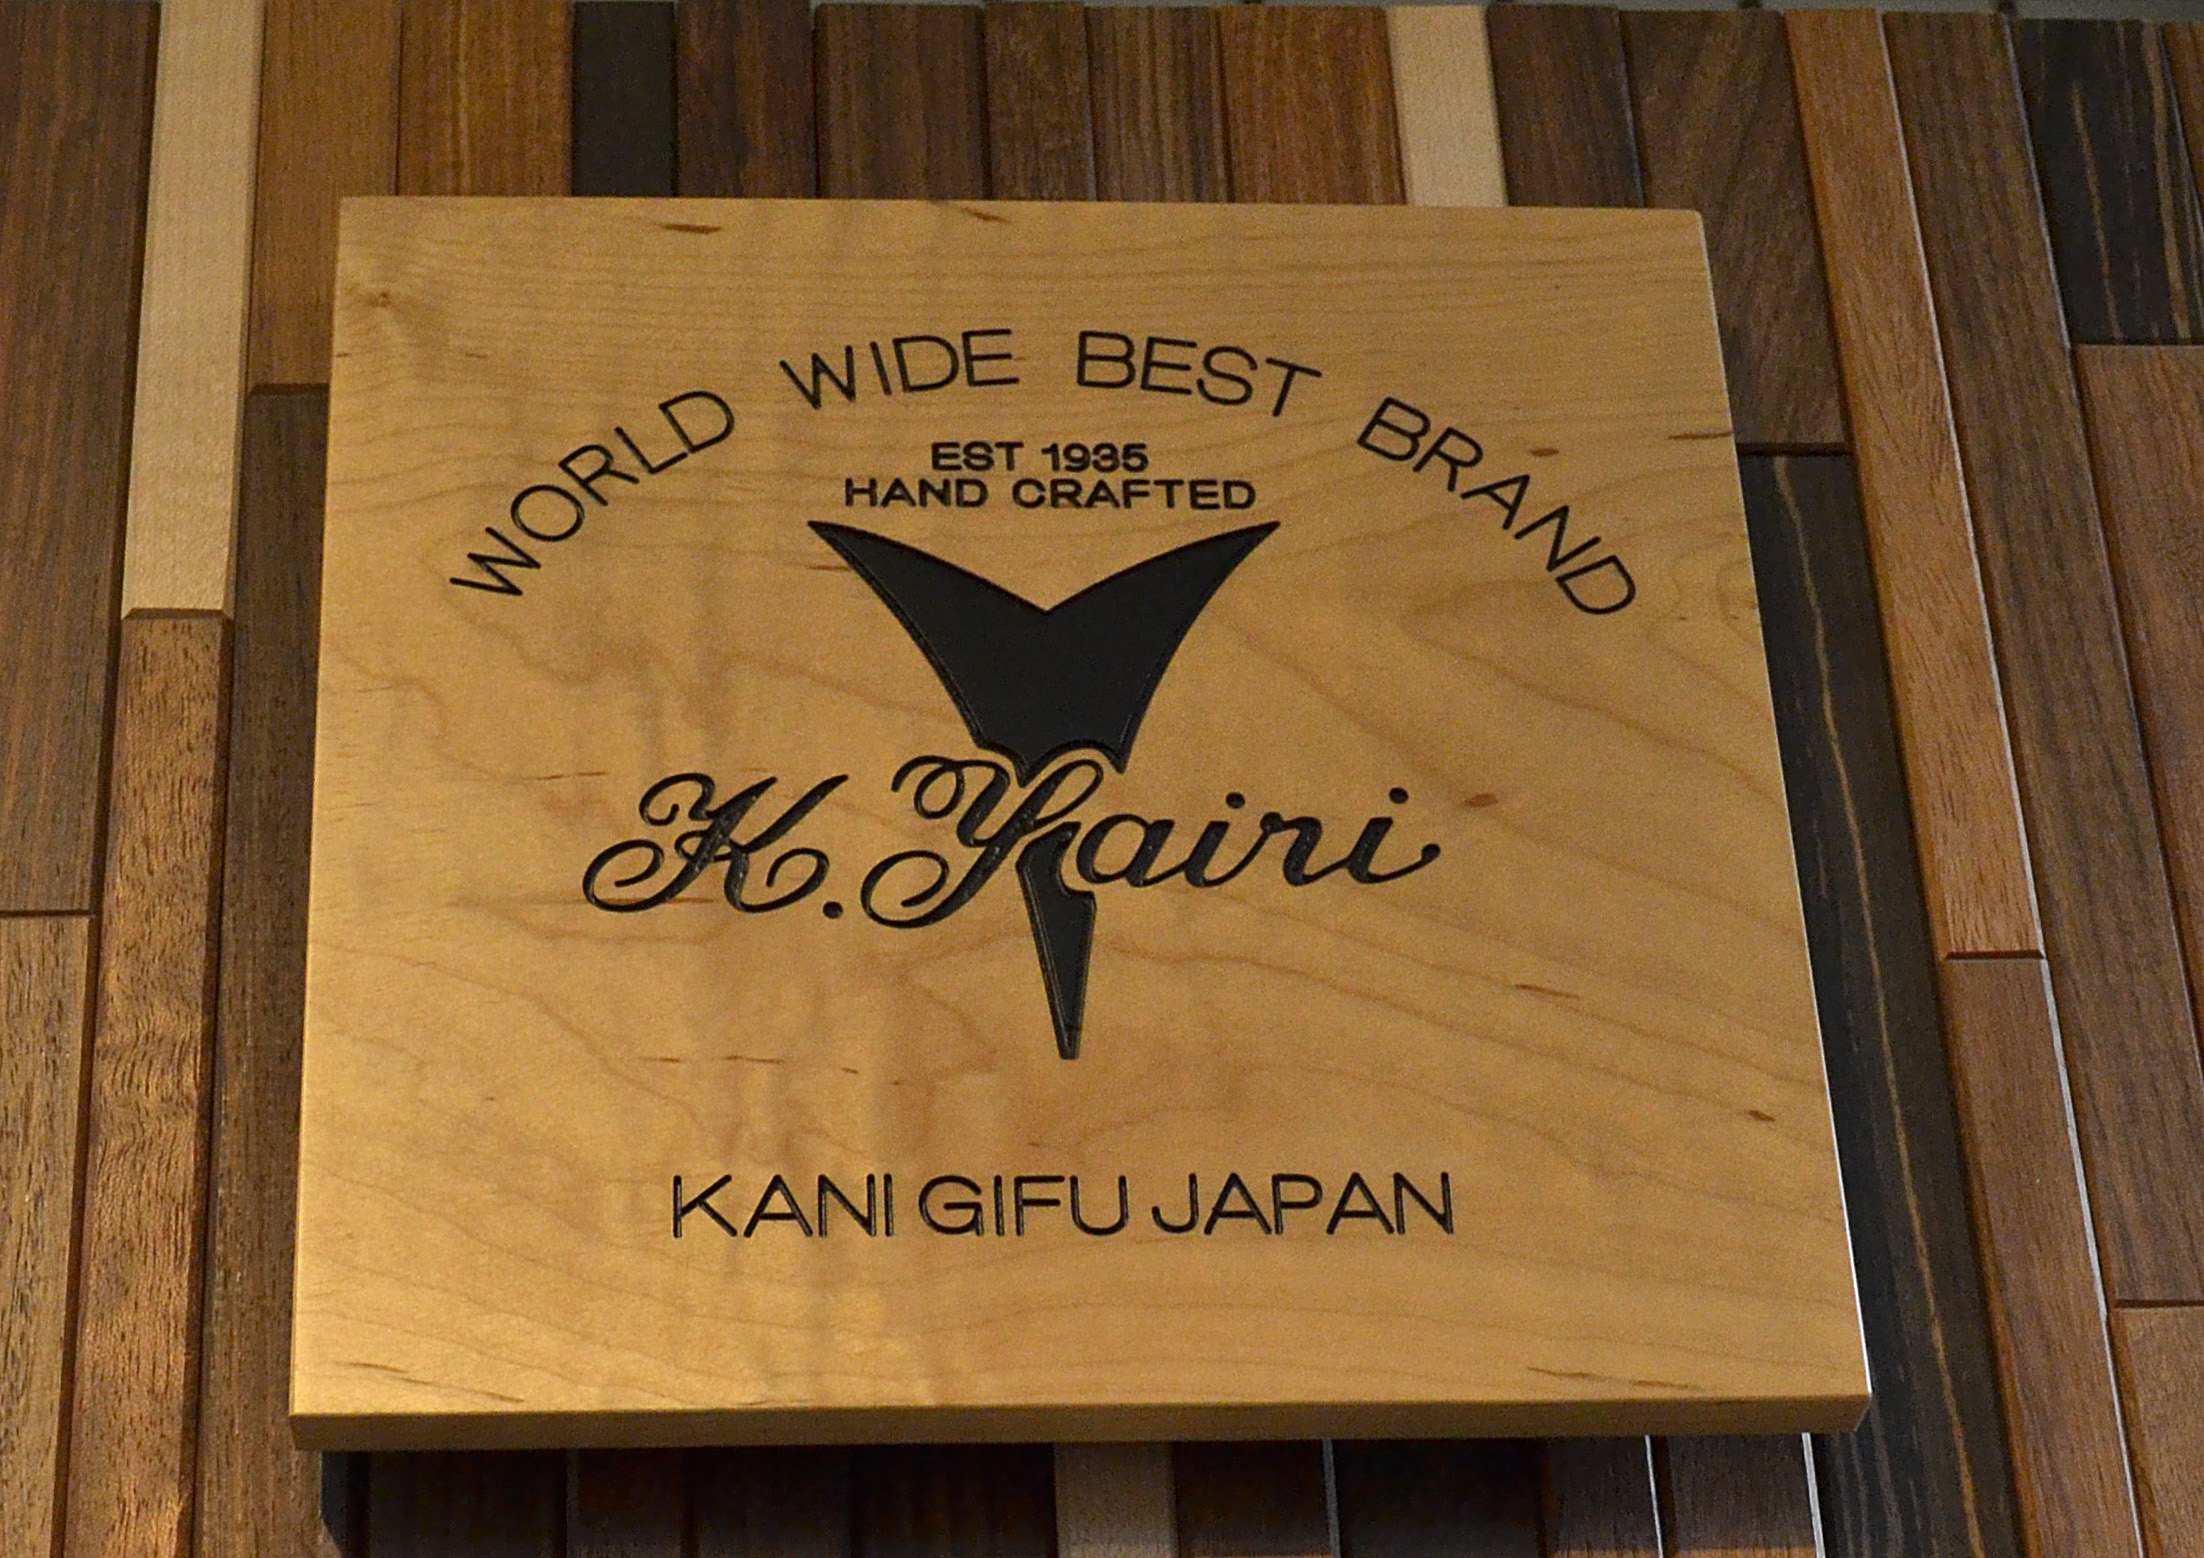 WORLD WIDE BEST BRAND
EST 1935
HAND CRAFTED
K.Yairi
KANI GIFU JAPAN